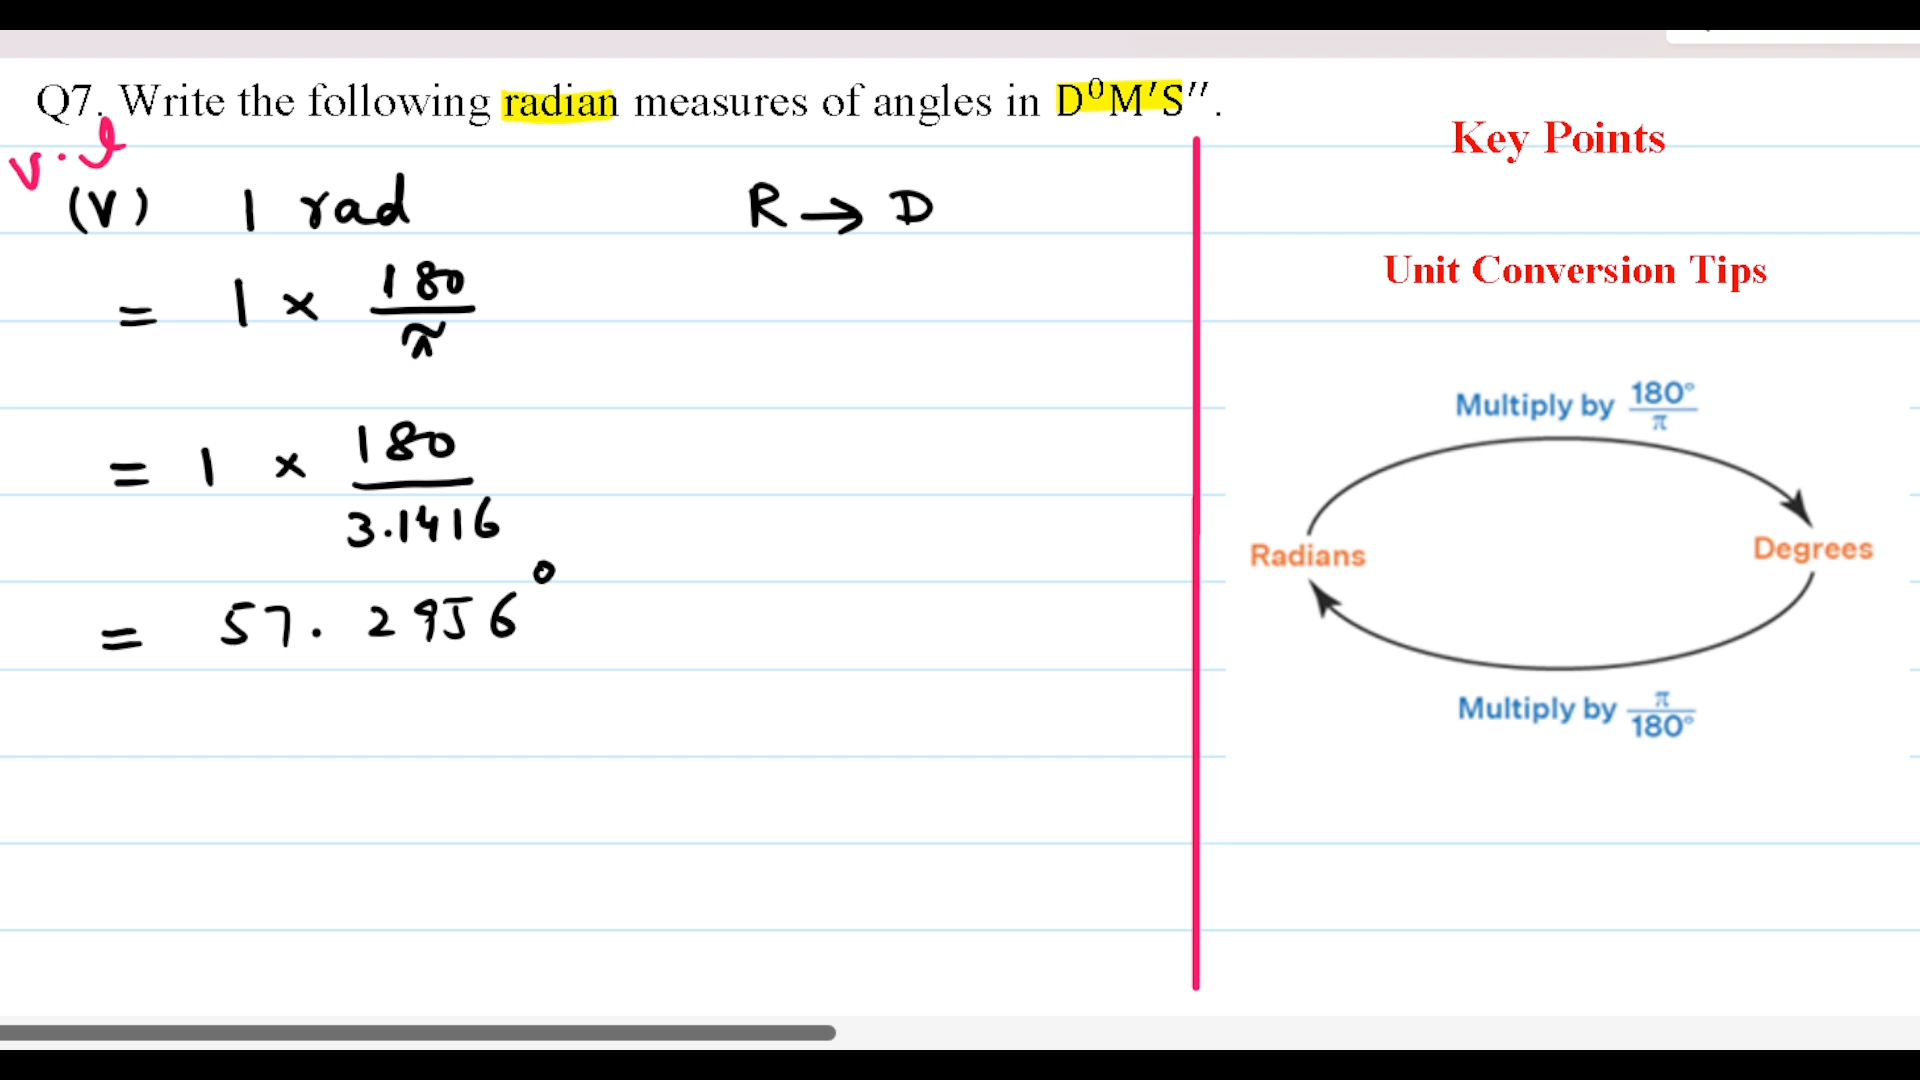 Q7. Write the following radian measures of angles in D⁰M′S″.
v.I
(V) 1 rad R → D
= 1 × 180/π
= 1 × 180/3.1416
= 57.2956°
Key Points
Unit Conversion Tips
Multiply by 180°/π
Radians
Degrees
Multiply by π/180°